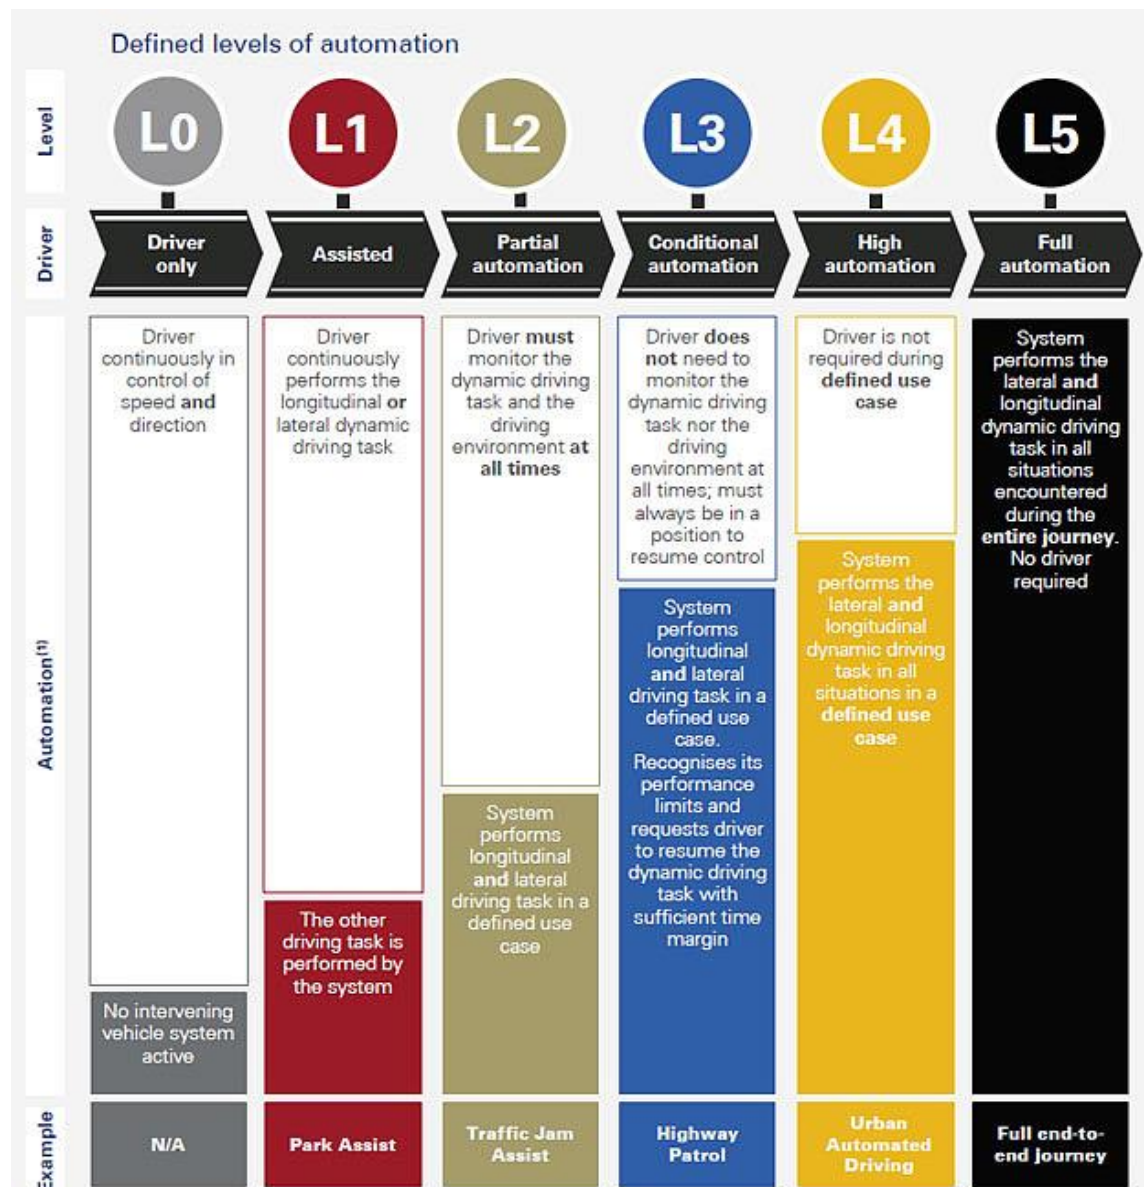 Defined levels of automation
Level
L0
L1
L2
L3
L4
L5
Driver
Driver
only
Assisted
Partial
automation
Conditional
automation
High
automation
Full
automation
Automation(1)
Driver
continuously in
control of
speed and
direction
No intervening
vehicle system
active
Driver
continuously
performs the
longitudinal or
lateral dynamic
driving task
The other
driving task is
performed by
the system
Driver must
monitor the
dynamic driving
task and the
driving
environment at
all times
System
performs
longitudinal
and lateral
driving task in a
defined use
case
Driver does
not need to
monitor the
dynamic driving
task nor the
driving
environment at
all times; must
always be in a
position to
resume control
System
performs
longitudinal
and lateral
driving task in a
defined use
case.
Recognises its
performance
limits and
requests driver
to resume the
dynamic driving
task with
sufficient time
margin
Driver is not
required during
defined use
case
System
performs the
lateral and
longitudinal
dynamic driving
task in all
situations in a
defined use
case
System
performs the
lateral and
longitudinal
dynamic driving
task in all
situations
encountered
during the
entire journey.
No driver
required
Example
N/A
Park Assist
Traffic Jam
Assist
Highway
Patrol
Urban
Automated
Driving
Full end-to-
end journey